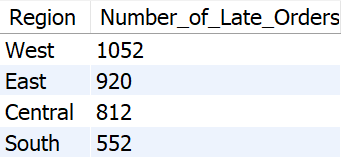 Region Number_of_Late_Orders
West 1052
East 920
Central 812
South 552